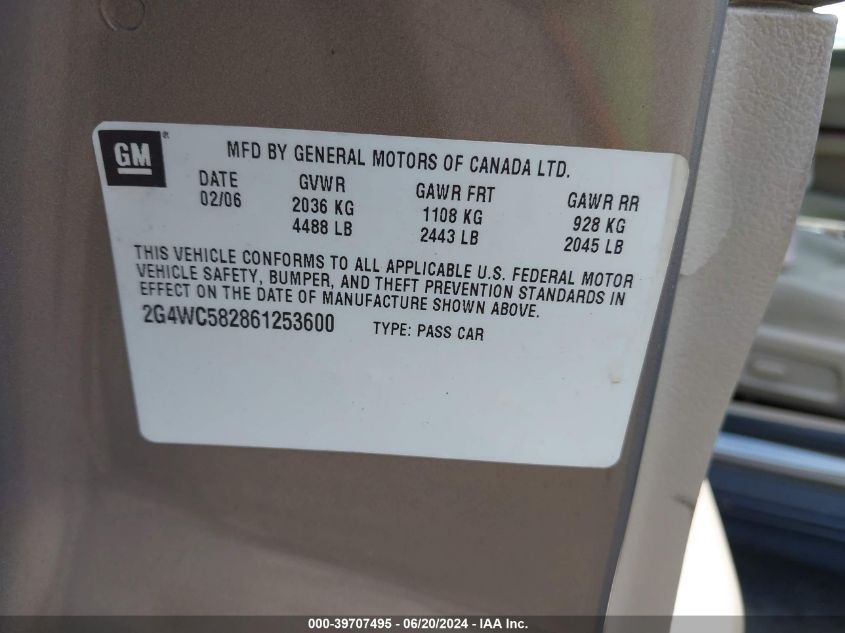 GM®
MFD BY GENERAL MOTORS OF CANADA LTD.
DATE GVWR GAWR FRT GAWR RR
02/06 2036 KG 1108 KG 928 KG
4488 LB 2443 LB 2045 LB
THIS VEHICLE CONFORMS TO ALL APPLICABLE U.S. FEDERAL MOTOR
VEHICLE SAFETY, BUMPER, AND THEFT PREVENTION STANDARDS IN
EFFECT ON THE DATE OF MANUFACTURE SHOWN ABOVE.
2G4WC582861253600 TYPE: PASS CAR
000-39707495 - 06/20/2024 - IAA Inc.